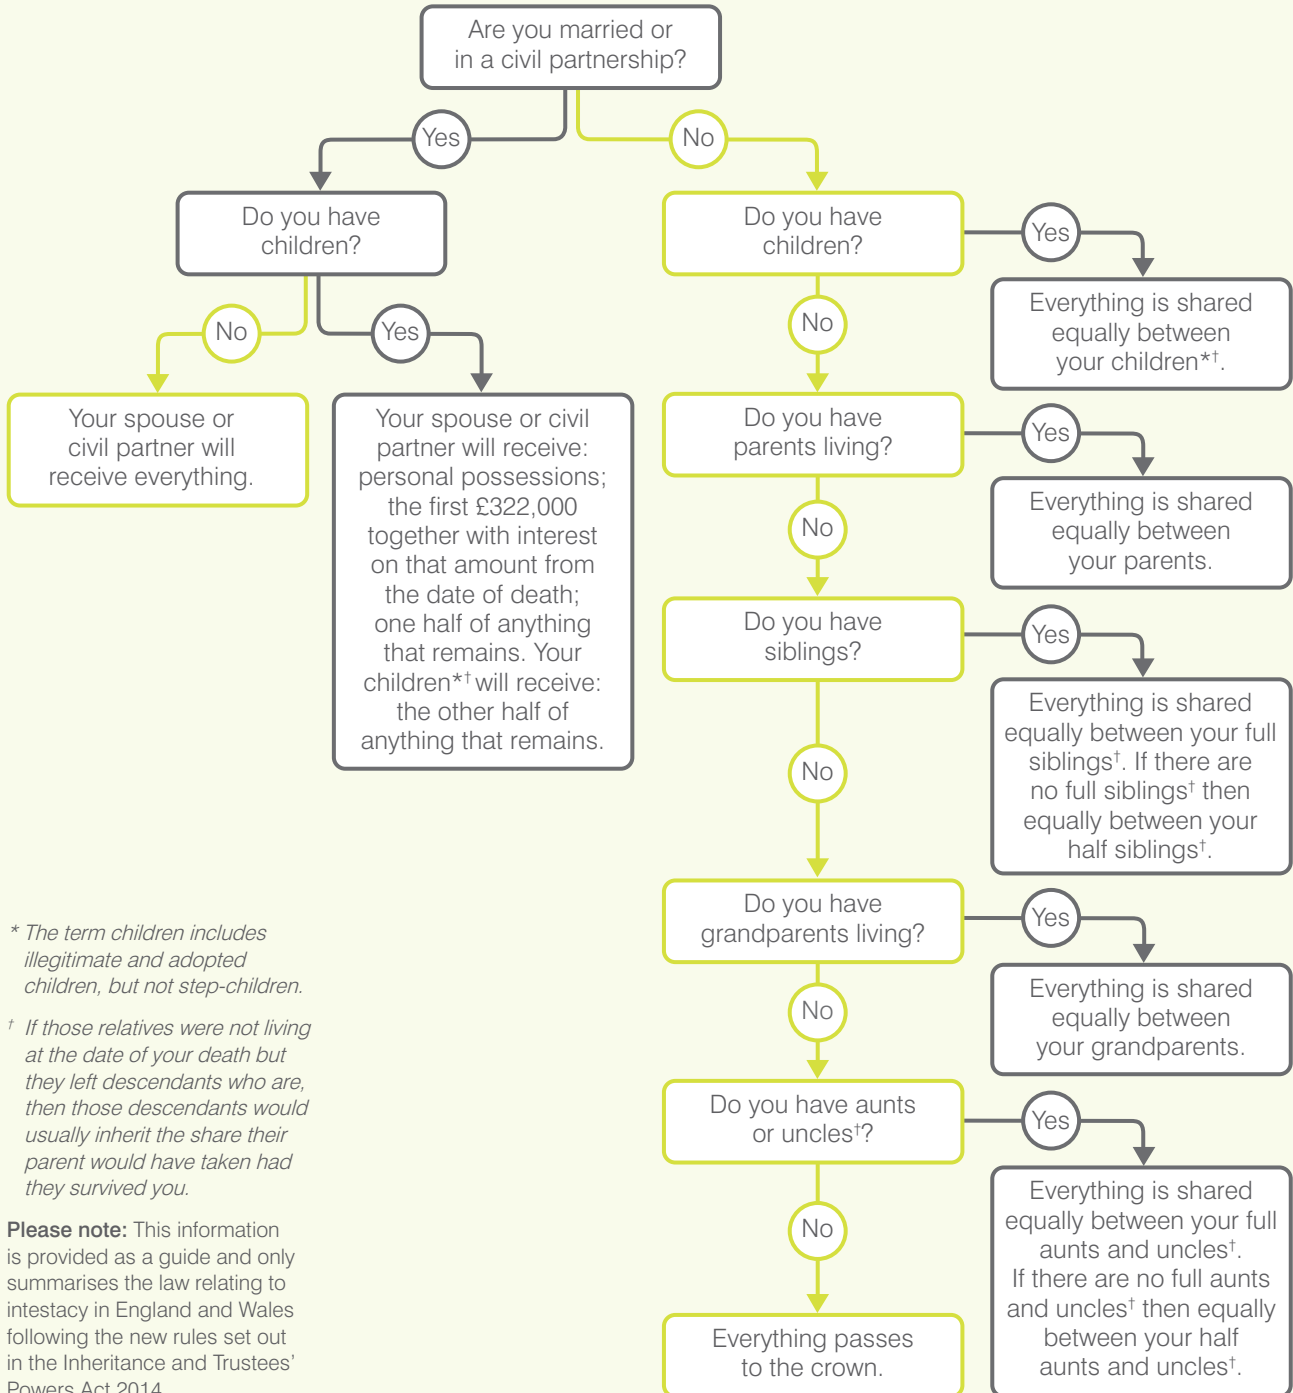 Are you married or
in a civil partnership?
Yes
No
Do you have
children?
Do you have
children?
Yes
No
Yes
No
Everything is shared
equally between
your children*†.
Your spouse or
civil partner will
receive everything.
Your spouse or civil
partner will receive:
personal possessions;
the first £322,000
together with interest
on that amount from
the date of death;
one half of anything
that remains. Your
children*† will receive:
the other half of
anything that remains.
Do you have
parents living?
Yes
No
Everything is shared
equally between
your parents.
Do you have
siblings?
Yes
No
Everything is shared
equally between your full
siblings†. If there are
no full siblings† then
equally between your
half siblings†.
Do you have
grandparents living?
Yes
No
Everything is shared
equally between
your grandparents.
Do you have aunts
or uncles†?
Yes
No
Everything is shared
equally between your full
aunts and uncles†.
If there are no full aunts
and uncles† then equally
between your half
aunts and uncles†.
Everything passes
to the crown.
* The term children includes
illegitimate and adopted
children, but not step-children.
† If those relatives were not living
at the date of your death but
they left descendants who are,
then those descendants would
usually inherit the share their
parent would have taken had
they survived you.
Please note: This information
is provided as a guide and only
summarises the law relating to
intestacy in England and Wales
following the new rules set out
in the Inheritance and Trustees'
Powers Act 2014